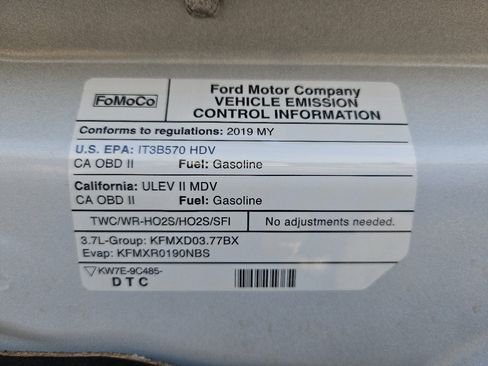 FoMoCo
Ford Motor Company
VEHICLE EMISSION
CONTROL INFORMATION
Conforms to regulations: 2019 MY
U.S. EPA: IT3B570 HDV
CA OBD II Fuel: Gasoline
California: ULEV II MDV
CA OBD II Fuel: Gasoline
TWC/WR-HO2S/HO2S/SFI No adjustments needed.
3.7L-Group: KFMXD03.77BX
Evap: KFMXR0190NBS
KW7E-9C485-
DTC